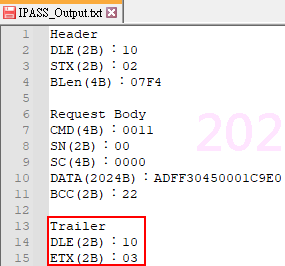 IPASS_Output.txt
1 Header
2 DLE(2B)：10
3 STX(2B)：02
4 BLen(4B)：07F4
5
6 Request Body
7 CMD(4B)：0011
8 SN(2B)：00
9 SC(4B)：0000
10 DATA(2024B)：ADFF30450001C9E0
11 BCC(2B)：22
12
13 Trailer
14 DLE(2B)：10
15 ETX(2B)：03
202